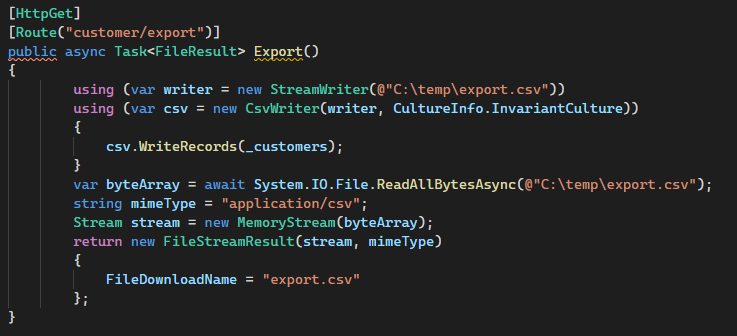 [HttpGet]
[Route("customer/export")]
public async Task<FileResult> Export()
{
using (var writer = new StreamWriter(@"C:\temp\export.csv"))
using (var csv = new CsvWriter(writer, CultureInfo.InvariantCulture))
{
csv.WriteRecords(_customers);
}
var byteArray = await System.IO.File.ReadAllBytesAsync(@"C:\temp\export.csv");
string mimeType = "application/csv";
Stream stream = new MemoryStream(byteArray);
return new FileStreamResult(stream, mimeType)
{
FileDownloadName = "export.csv"
};
}